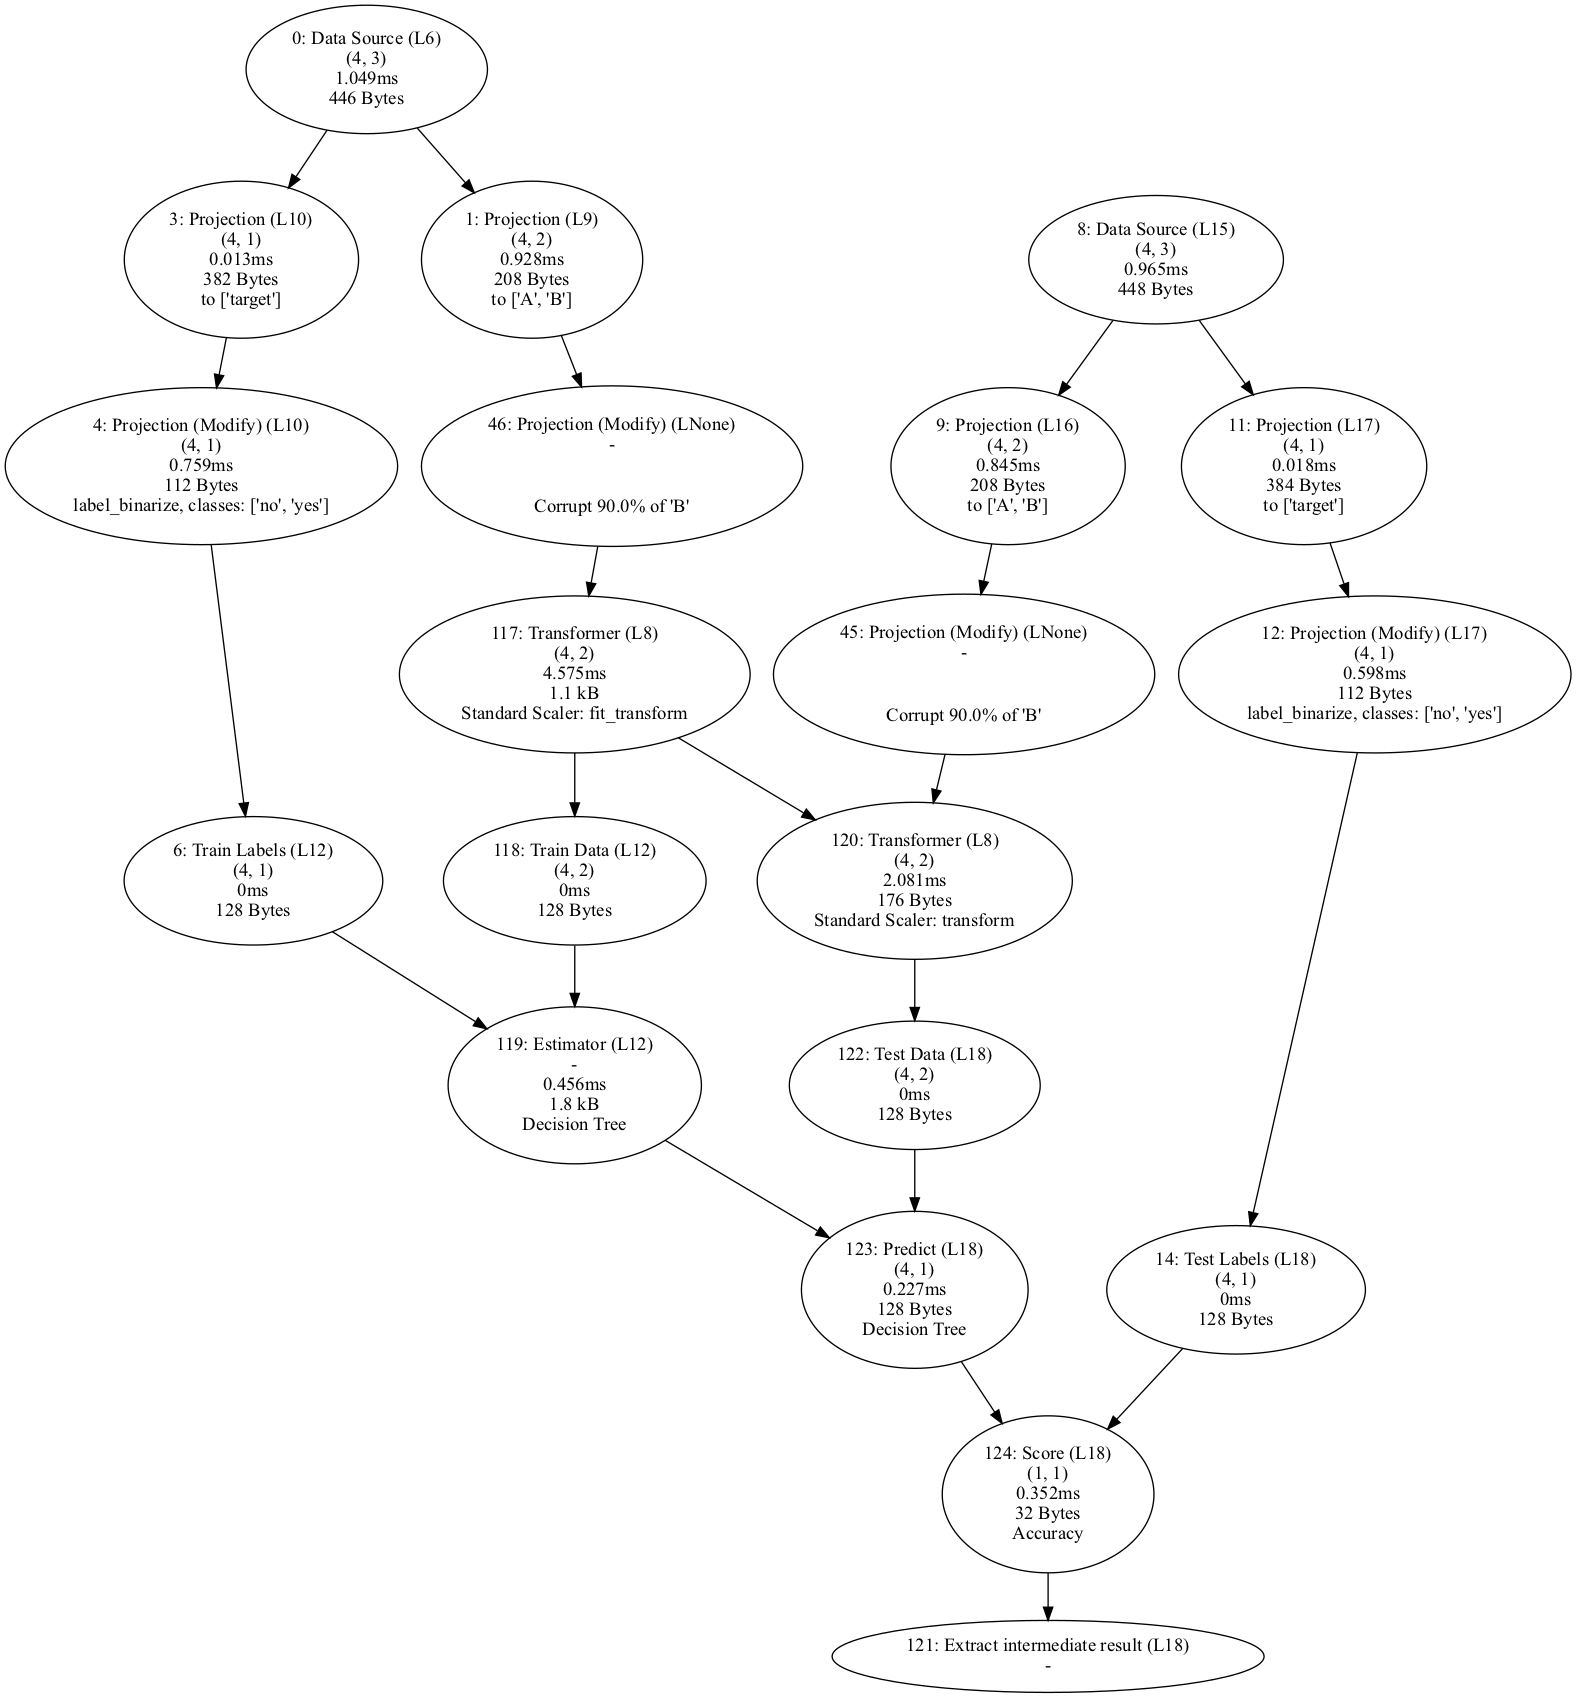 0: Data Source (L6)
(4, 3)
1.049ms
446 Bytes
3: Projection (L10)
(4, 1)
0.013ms
382 Bytes
to ['target']
1: Projection (L9)
(4, 2)
0.928ms
208 Bytes
to ['A', 'B']
8: Data Source (L15)
(4, 3)
0.965ms
448 Bytes
4: Projection (Modify) (L10)
(4, 1)
0.759ms
112 Bytes
label_binarize, classes: ['no', 'yes']
46: Projection (Modify) (LNone)
-
Corrupt 90.0% of 'B'
9: Projection (L16)
(4, 2)
0.845ms
208 Bytes
to ['A', 'B']
11: Projection (L17)
(4, 1)
0.018ms
384 Bytes
to ['target']
117: Transformer (L8)
(4, 2)
4.575ms
1.1 kB
Standard Scaler: fit_transform
45: Projection (Modify) (LNone)
-
Corrupt 90.0% of 'B'
12: Projection (Modify) (L17)
(4, 1)
0.598ms
112 Bytes
label_binarize, classes: ['no', 'yes']
6: Train Labels (L12)
(4, 1)
0ms
128 Bytes
118: Train Data (L12)
(4, 2)
0ms
128 Bytes
120: Transformer (L8)
(4, 2)
2.081ms
176 Bytes
Standard Scaler: transform
119: Estimator (L12)
-
0.456ms
1.8 kB
Decision Tree
122: Test Data (L18)
(4, 2)
0ms
128 Bytes
123: Predict (L18)
(4, 1)
0.227ms
128 Bytes
Decision Tree
14: Test Labels (L18)
(4, 1)
0ms
128 Bytes
124: Score (L18)
(1, 1)
0.352ms
32 Bytes
Accuracy
121: Extract intermediate result (L18)
-